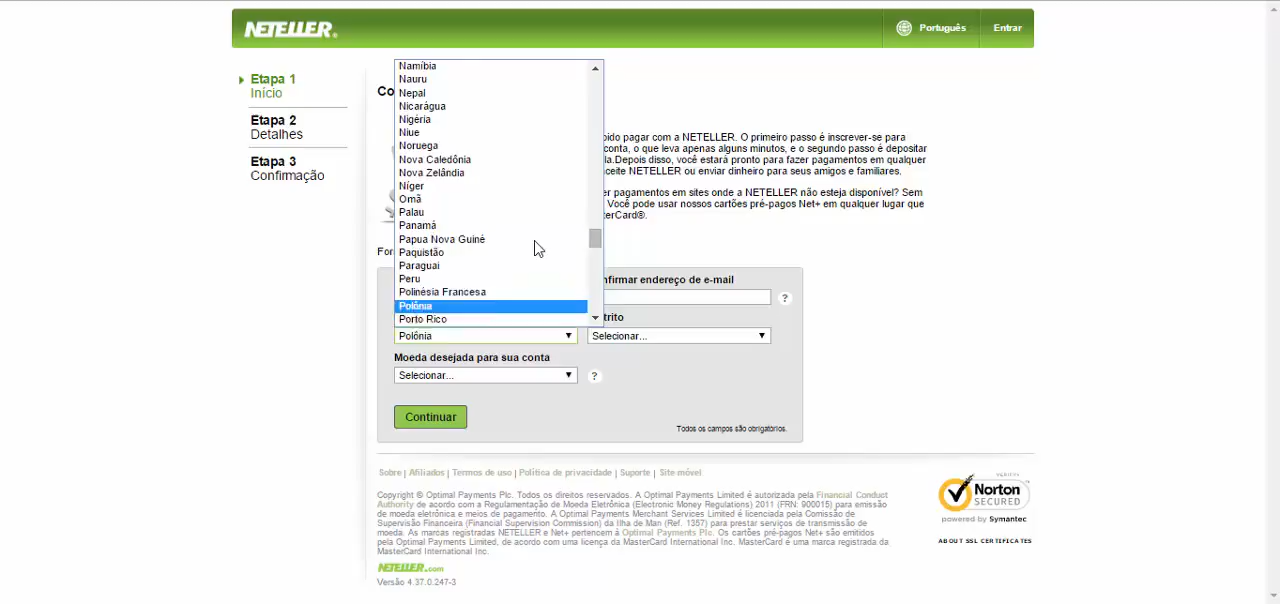 NETELLER®
Português
Entrar
Etapa 1
Início
Etapa 2
Detalhes
Etapa 3
Confirmação
Namíbia
Nauru
Nepal
Nicarágua
Nigéria
Niue
Noruega
Nova Caledônia
Nova Zelândia
Níger
Omã
Palau
Panamá
Papua Nova Guiné
Paquistão
Paraguai
Peru
Polinésia Francesa
Polônia
Porto Rico
Co
pagar com a NETELLER. O primeiro passo é inscrever-se para
conta, o que leva apenas alguns minutos, e o segundo passo é depositar
la.Depois disso, você estará pronto para fazer pagamentos em qualquer
aceite NETELLER ou enviar dinheiro para seus amigos e familiares.
er pagamentos em sites onde a NETELLER não esteja disponível? Sem
Você pode usar nossos cartões pré-pagos Net+ em qualquer lugar que
terCard®.
For
nfirmar endereço de e-mail
?
trito
Polônia
Selecionar...
Moeda desejada para sua conta
Selecionar...
?
Continuar
Todos os campos são obrigatórios.
Sobre | Afiliados | Termos de uso | Política de privacidade | Suporte | Site móvel
Copyright © Optimal Payments Plc. Todos os direitos reservados. A Optimal Payments Limited é autorizada pela Financial Conduct
Authority de acordo com a Regulamentação de Moeda Eletrônica (Electronic Money Regulations) 2011 (FRN: 900015) para emissão
de moeda eletrônica e meios de pagamento. A Optimal Payments Merchant Services Limited é licenciada pela Comissão de
Supervisão Financeira (Financial Supervision Commission) da Ilha de Man (Ref. 1357) para prestar serviços de transmissão de
moeda. As marcas registradas NETELLER e Net+ pertencem à Optimal Payments Plc. Os cartões pré-pagos Net+ são emitidos
pela Optimal Payments Limited, de acordo com uma licença da MasterCard International Inc. MasterCard é uma marca registrada da
MasterCard International Inc.
NETELLER.com
Versão 4.37.0.247-3
VERITAS
Norton
SECURED
powered by Symantec
ABOUT SSL CERTIFICATES